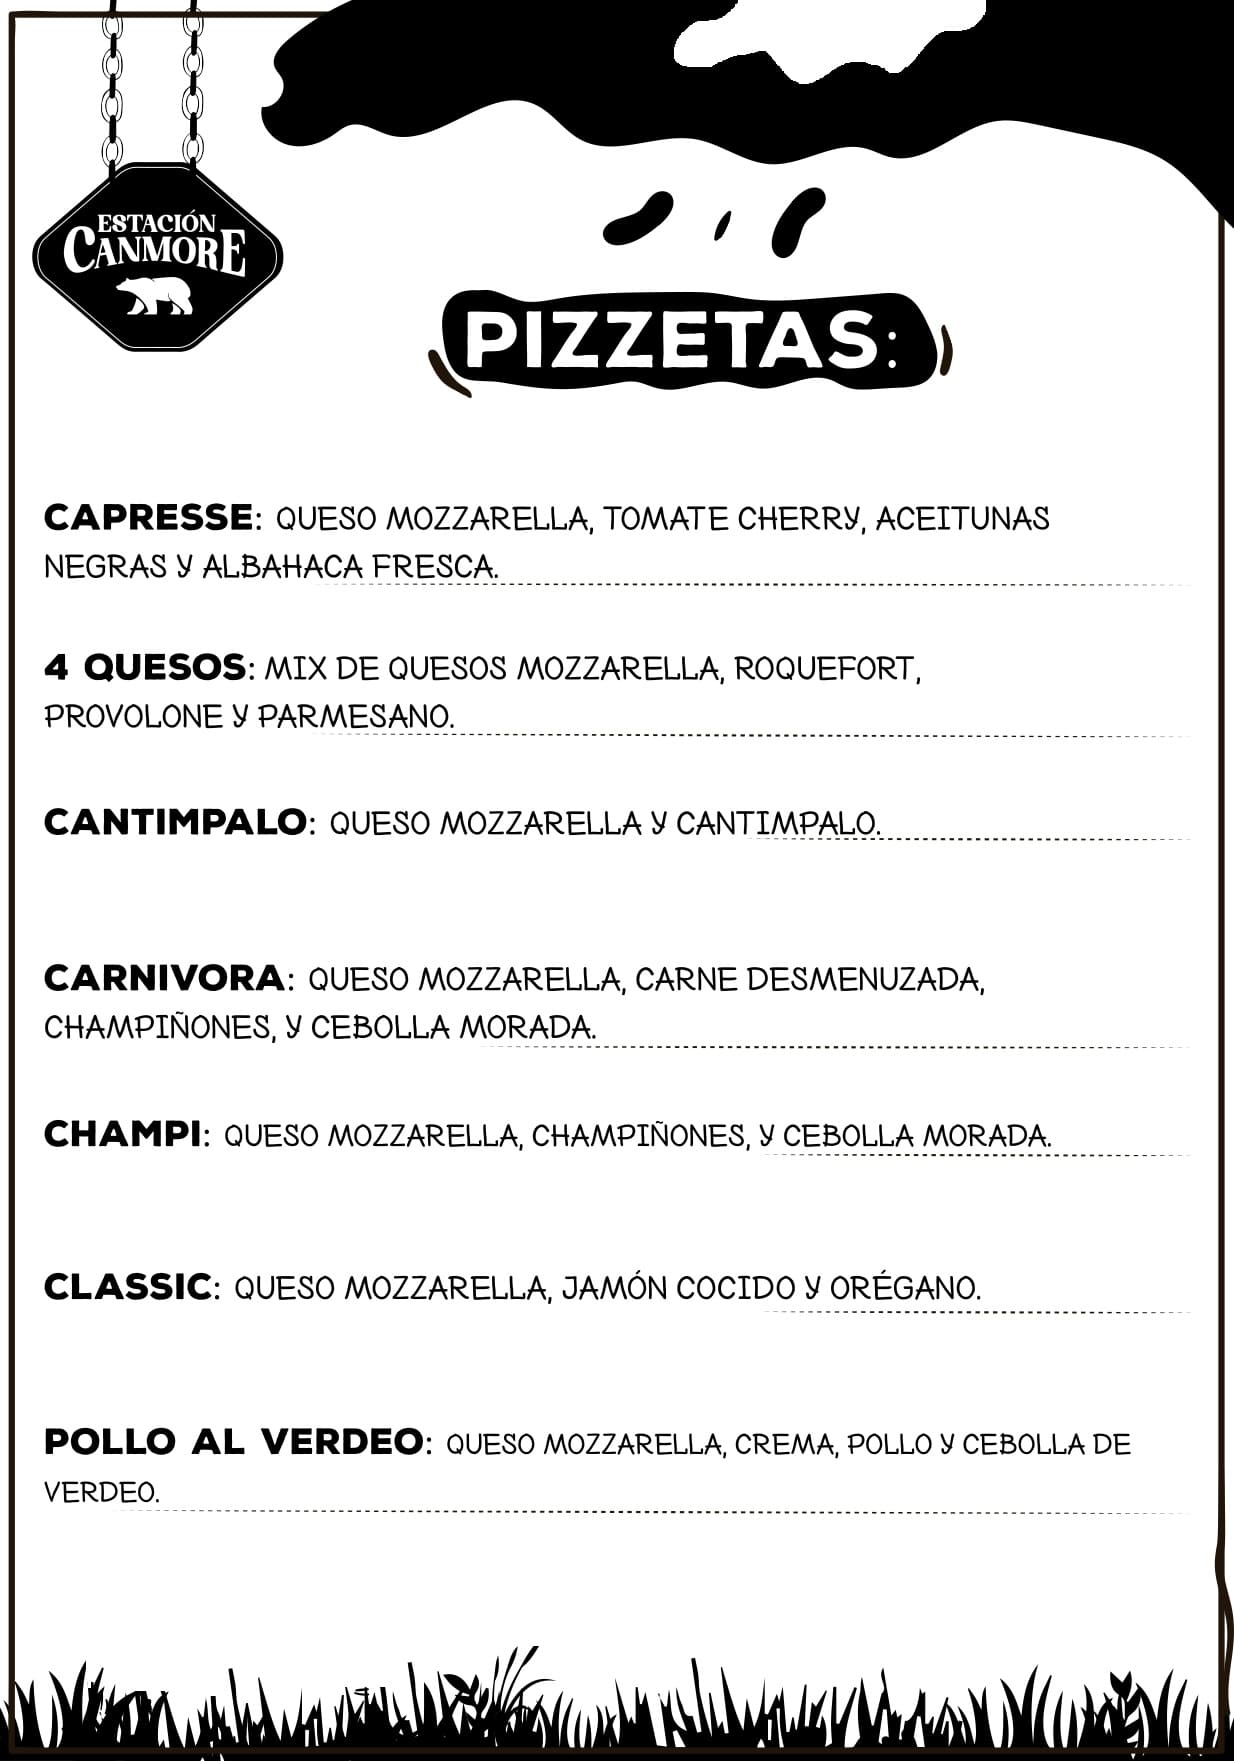 ESTACIÓN
CANMORE
PIZZETAS:
CAPRESSE: QUESO MOZZARELLA, TOMATE CHERRY, ACEITUNAS
NEGRAS Y ALBAHACA FRESCA.
4 QUESOS: MIX DE QUESOS MOZZARELLA, ROQUEFORT,
PROVOLONE Y PARMESANO.
CANTIMPALO: QUESO MOZZARELLA Y CANTIMPALO.
CARNIVORA: QUESO MOZZARELLA, CARNE DESMENUZADA,
CHAMPIÑONES, Y CEBOLLA MORADA.
CHAMPI: QUESO MOZZARELLA, CHAMPIÑONES, Y CEBOLLA MORADA.
CLASSIC: QUESO MOZZARELLA, JAMÓN COCIDO Y ORÉGANO.
POLLO AL VERDEO: QUESO MOZZARELLA, CREMA, POLLO Y CEBOLLA DE
VERDEO.